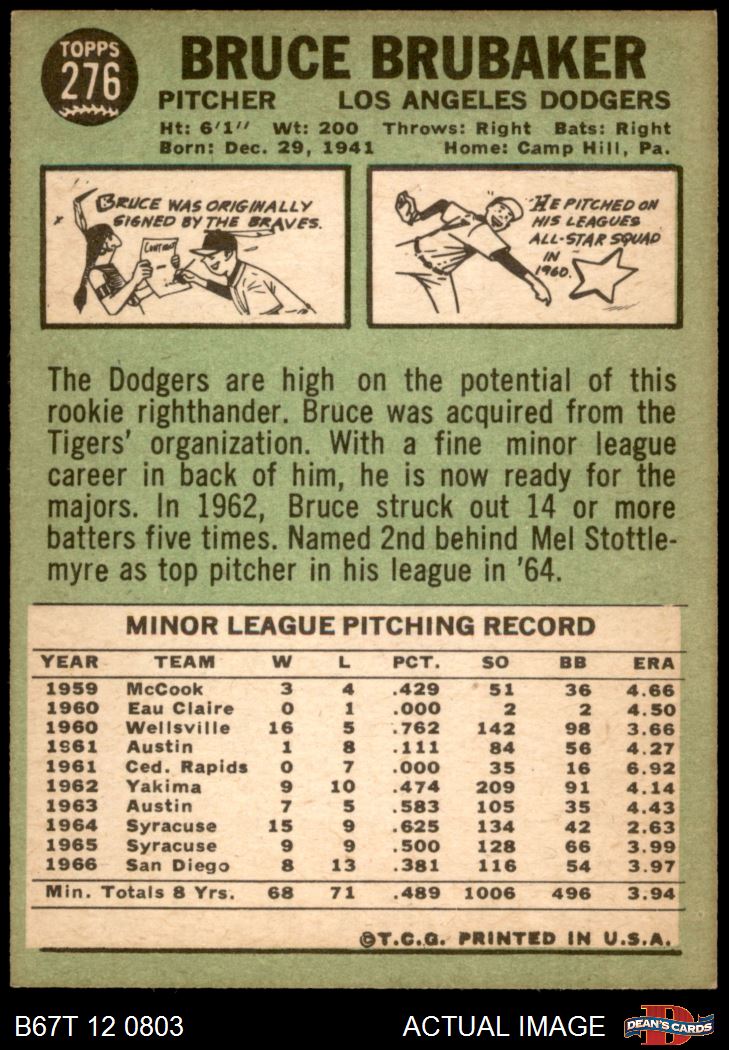 TOPPS
276
BRUCE BRUBAKER
PITCHER LOS ANGELES DODGERS
Ht: 6'1" Wt: 200 Throws: Right Bats: Right
Born: Dec. 29, 1941 Home: Camp Hill, Pa.
BRUCE WAS ORIGINALLY
SIGNED BY THE BRAVES.
CONTRACT
HE PITCHED ON
HIS LEAGUES
ALL-STAR SQUAD
IN
1960.
The Dodgers are high on the potential of this
rookie righthander. Bruce was acquired from the
Tigers' organization. With a fine minor league
career in back of him, he is now ready for the
majors. In 1962, Bruce struck out 14 or more
batters five times. Named 2nd behind Mel Stottle-
myre as top pitcher in his league in '64.
MINOR LEAGUE PITCHING RECORD
YEAR TEAM W L PCT. SO BB ERA
1959 McCook 3 4 .429 51 36 4.66
1960 Eau Claire 0 1 .000 2 2 4.50
1960 Wellsville 16 5 .762 142 98 3.66
1961 Austin 1 8 .111 84 56 4.27
1961 Ced. Rapids 0 7 .000 35 16 6.92
1962 Yakima 9 10 .474 209 91 4.14
1963 Austin 7 5 .583 105 35 4.43
1964 Syracuse 15 9 .625 134 42 2.63
1965 Syracuse 9 9 .500 128 66 3.99
1966 San Diego 8 13 .381 116 54 3.97
Min. Totals 8 Yrs. 68 71 .489 1006 496 3.94
©T.C.G. PRINTED IN U.S.A.
B67T 12 0803 ACTUAL IMAGE
D
DEAN'S CARDS